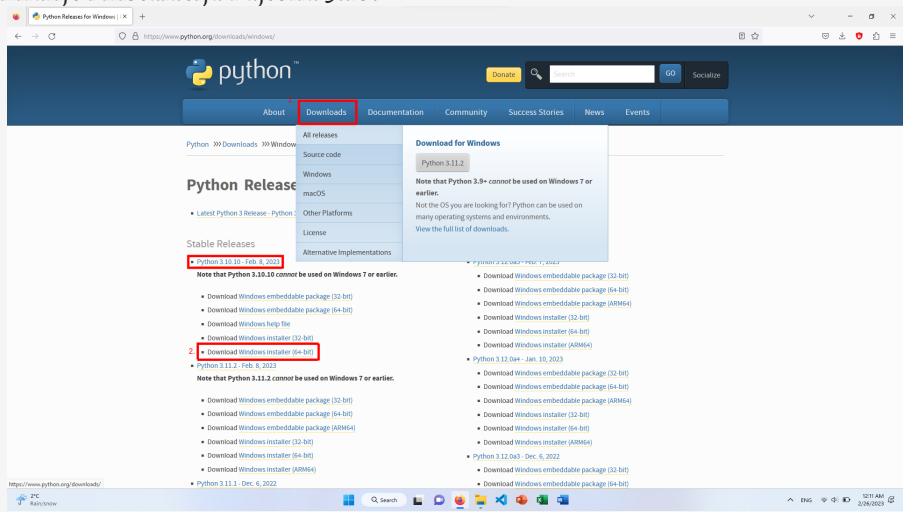 Python Releases for Windows |
https://www.python.org/downloads/windows/
python™
Donate
Search
GO
Socialize
1.
About
Downloads
Documentation
Community
Success Stories
News
Events
All releases
Source code
Windows
macOS
Other Platforms
License
Alternative Implementations
Download for Windows
Python 3.11.2
Note that Python 3.9+ cannot be used on Windows 7 or
earlier.
Not the OS you are looking for? Python can be used on
many operating systems and environments.
View the full list of downloads.
Python >>> Downloads >>> Window
Python Release
Latest Python 3 Release - Python
Stable Releases
Python 3.10.10 - Feb. 8, 2023
Note that Python 3.10.10 cannot be used on Windows 7 or earlier.
Download Windows embeddable package (32-bit)
Download Windows embeddable package (64-bit)
Download Windows help file
Download Windows installer (32-bit)
2.
Download Windows installer (64-bit)
Python 3.11.2 - Feb. 8, 2023
Note that Python 3.11.2 cannot be used on Windows 7 or earlier.
Download Windows embeddable package (32-bit)
Download Windows embeddable package (64-bit)
Download Windows embeddable package (ARM64)
Download Windows installer (32-bit)
Download Windows installer (64-bit)
Download Windows installer (ARM64)
Python 3.11.1 - Dec. 6, 2022
Python 3.12.0a5 - Feb. 7, 2023
Download Windows embeddable package (32-bit)
Download Windows embeddable package (64-bit)
Download Windows embeddable package (ARM64)
Download Windows installer (32-bit)
Download Windows installer (64-bit)
Download Windows installer (ARM64)
Python 3.12.0a4 - Jan. 10, 2023
Download Windows embeddable package (32-bit)
Download Windows embeddable package (64-bit)
Download Windows embeddable package (ARM64)
Download Windows installer (32-bit)
Download Windows installer (64-bit)
Download Windows installer (ARM64)
Python 3.12.0a3 - Dec. 6, 2022
Download Windows embeddable package (32-bit)
Download Windows embeddable package (64-bit)
https://www.python.org/downloads/
2°C
Rain/snow
Search
ENG
12:11 AM
2/26/2023